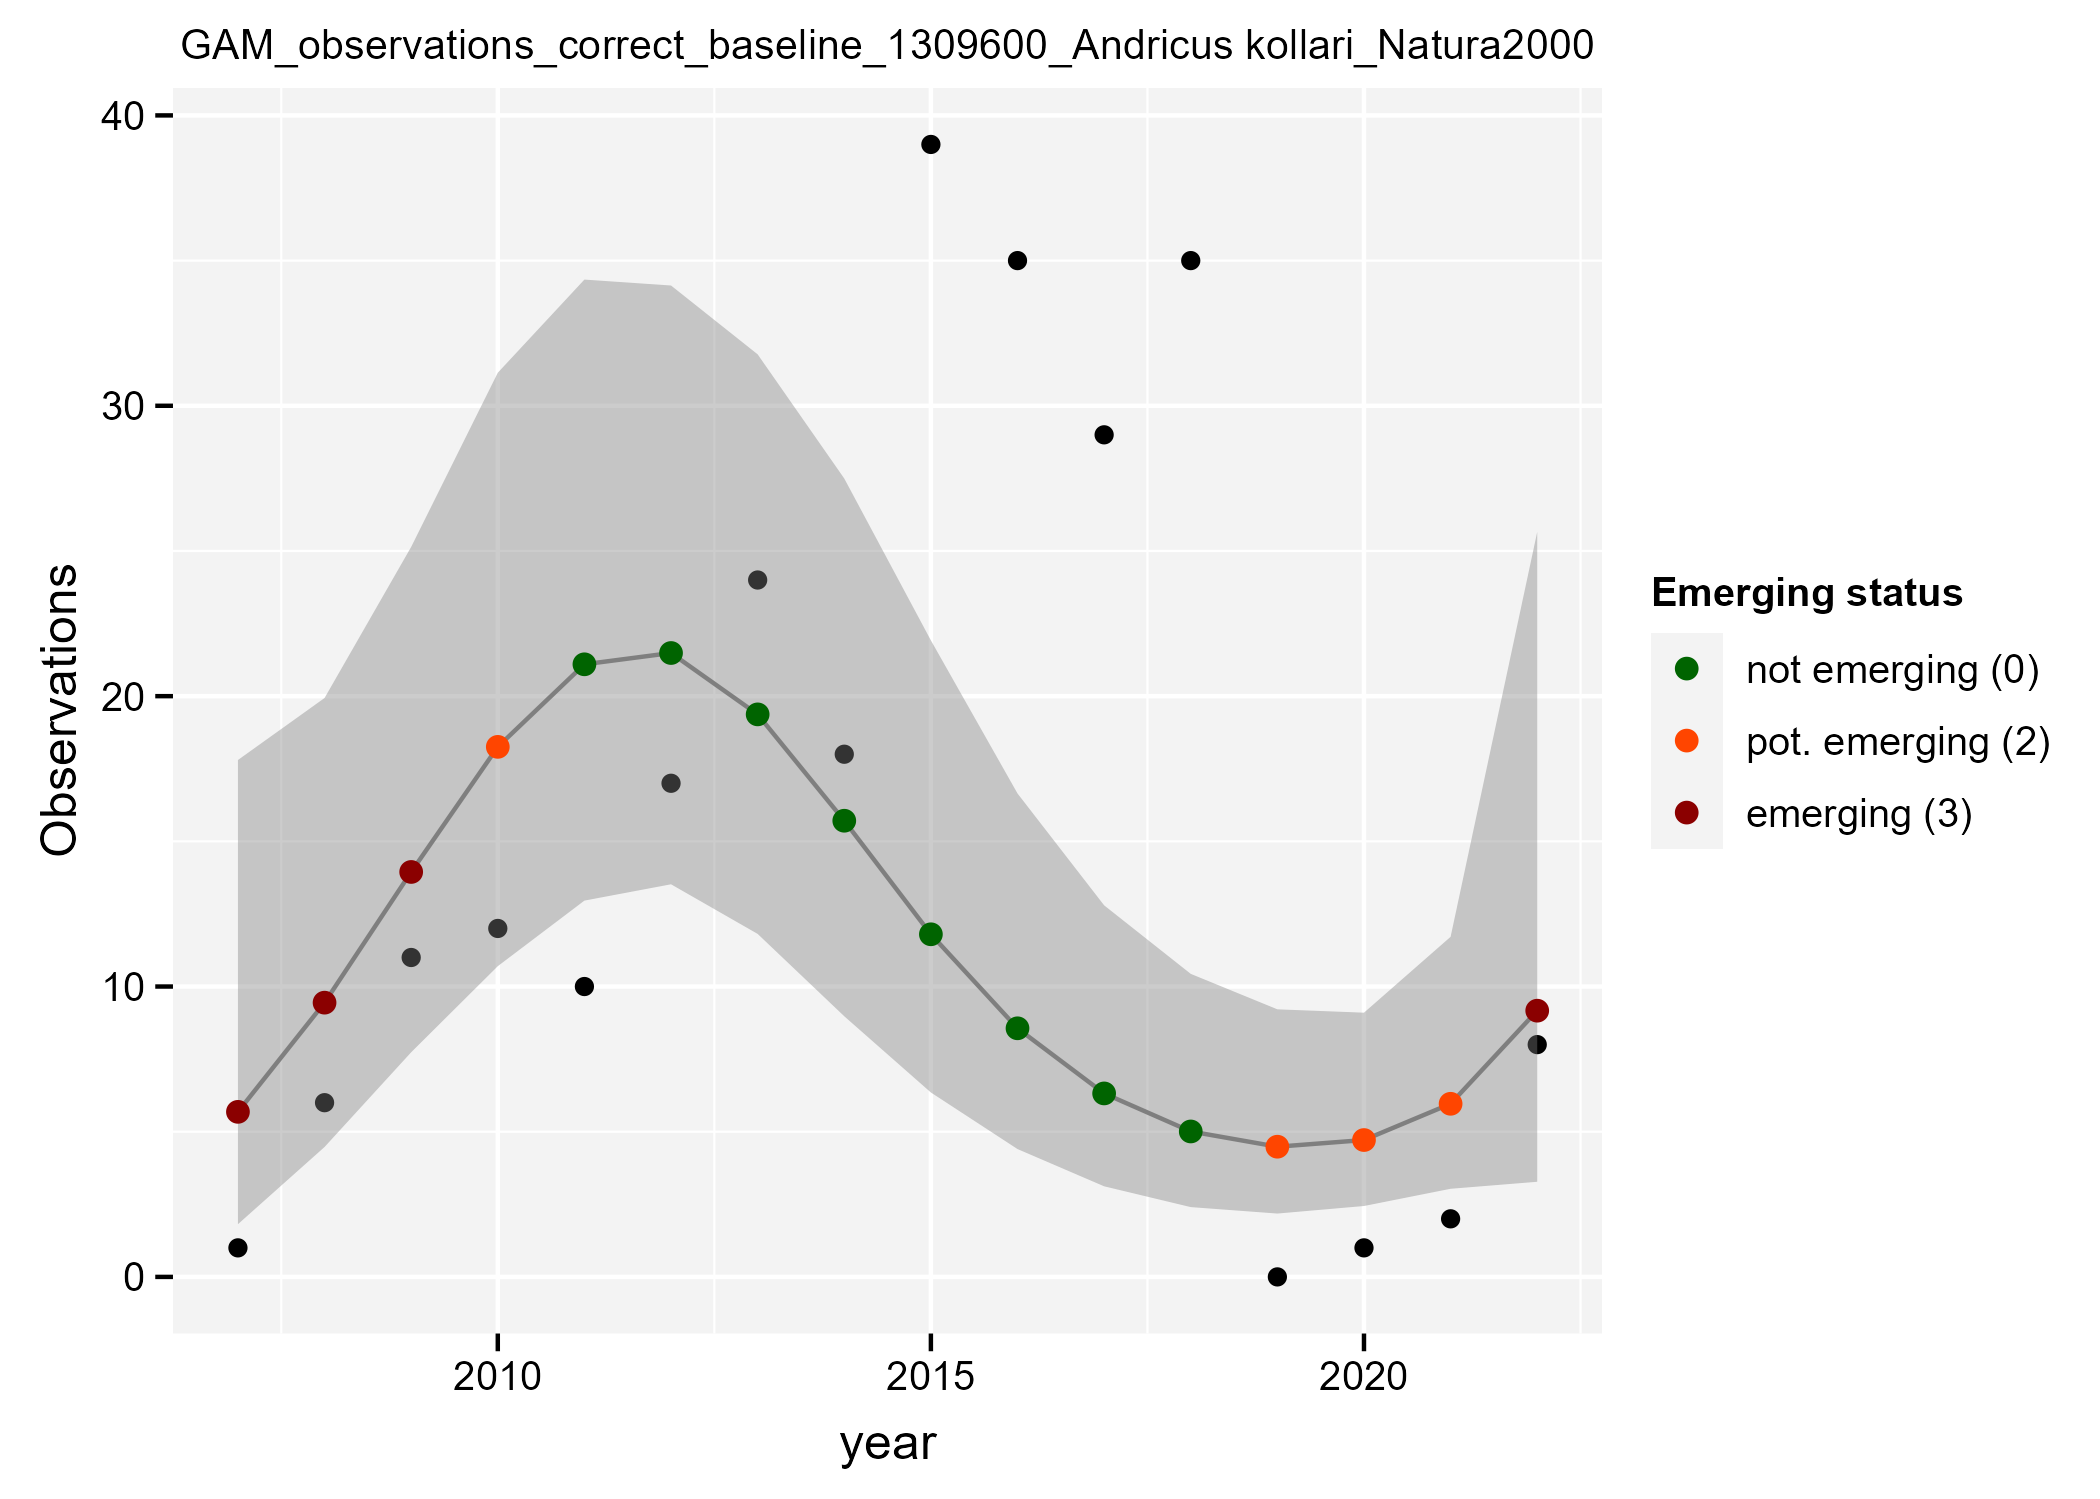 GAM_observations_correct_baseline_1309600_Andricus kollari_Natura2000
40
30
20
10
0
Observations
2010
2015
2020
year
Emerging status
not emerging (0)
pot. emerging (2)
emerging (3)